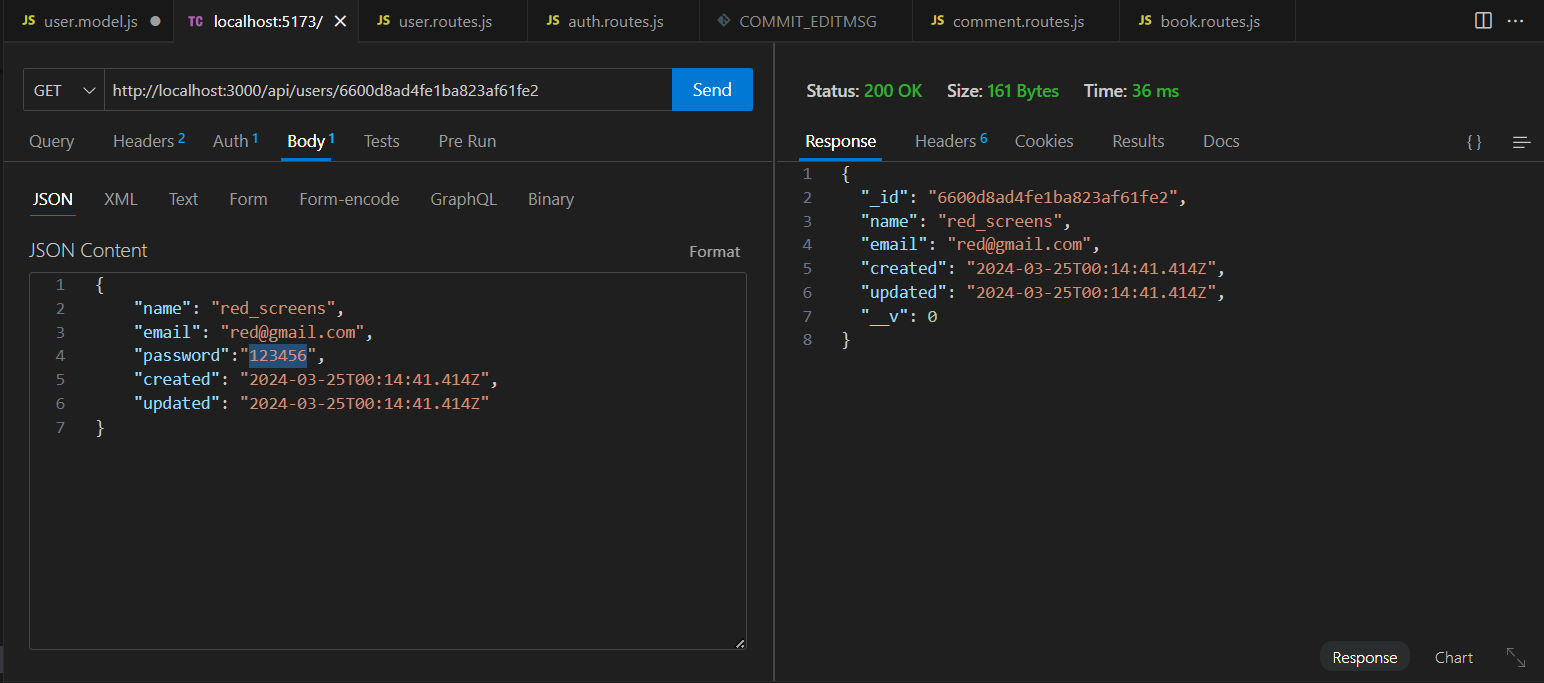 JS user.model.js
TC localhost:5173/
JS user.routes.js
JS auth.routes.js
COMMIT_EDITMSG
JS comment.routes.js
JS book.routes.js
GET http://localhost:3000/api/users/6600d8ad4fe1ba823af61fe2 Send
Query Headers 2 Auth 1 Body 1 Tests Pre Run
JSON XML Text Form Form-encode GraphQL Binary
JSON Content Format
1 {
2 "name": "red_screens",
3 "email": "red@gmail.com",
4 "password":"123456",
5 "created": "2024-03-25T00:14:41.414Z",
6 "updated": "2024-03-25T00:14:41.414Z"
7 }
Status: 200 OK Size: 161 Bytes Time: 36 ms
Response Headers 6 Cookies Results Docs { }
1 {
2 "_id": "6600d8ad4fe1ba823af61fe2",
3 "name": "red_screens",
4 "email": "red@gmail.com",
5 "created": "2024-03-25T00:14:41.414Z",
6 "updated": "2024-03-25T00:14:41.414Z",
7 "__v": 0
8 }
Response Chart